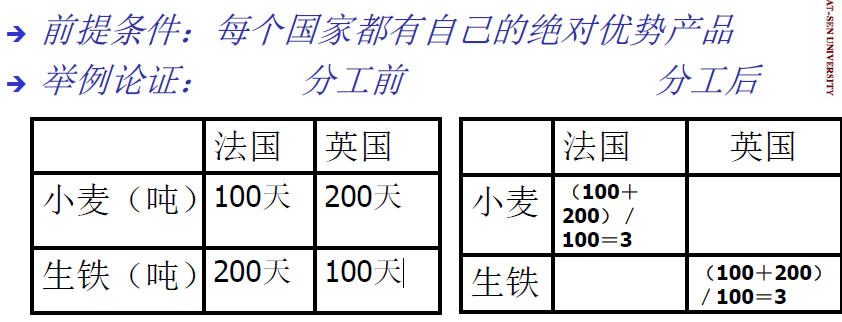 前提条件：每个国家都有自己的绝对优势产品
举例论证： 分工前 分工后
法国 英国
小麦（吨） 100天 200天
生铁（吨） 200天 100天
法国 英国
小麦 （100＋
200）／
100＝3
生铁 （100＋200）
／100＝3
AT-SEN UNIVERSITY